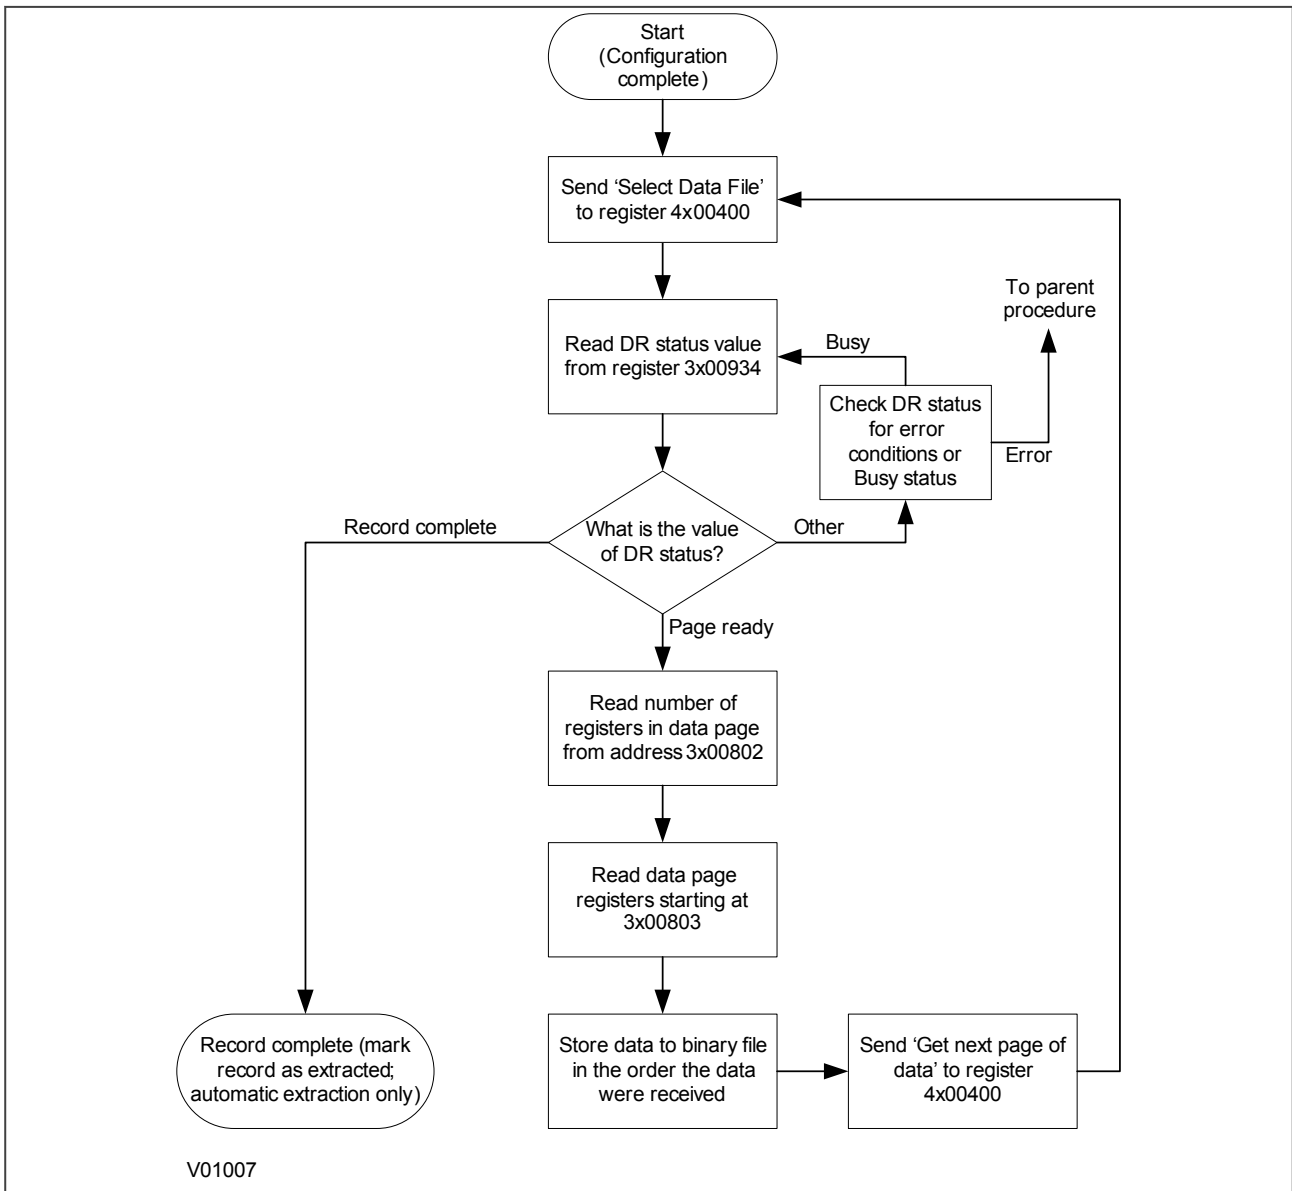 Start
(Configuration
complete)
Send ‘Select Data File’
to register 4x00400
To parent
procedure
Read DR status value
from register 3x00934
Busy
Check DR status
for error
conditions or
Busy status
Error
Record complete
What is the value
of DR status?
Other
Page ready
Read number of
registers in data page
from address 3x00802
Read data page
registers starting at
3x00803
Record complete (mark
record as extracted;
automatic extraction only)
Store data to binary file
in the order the data
were received
Send ‘Get next page of
data’ to register
4x00400
V01007